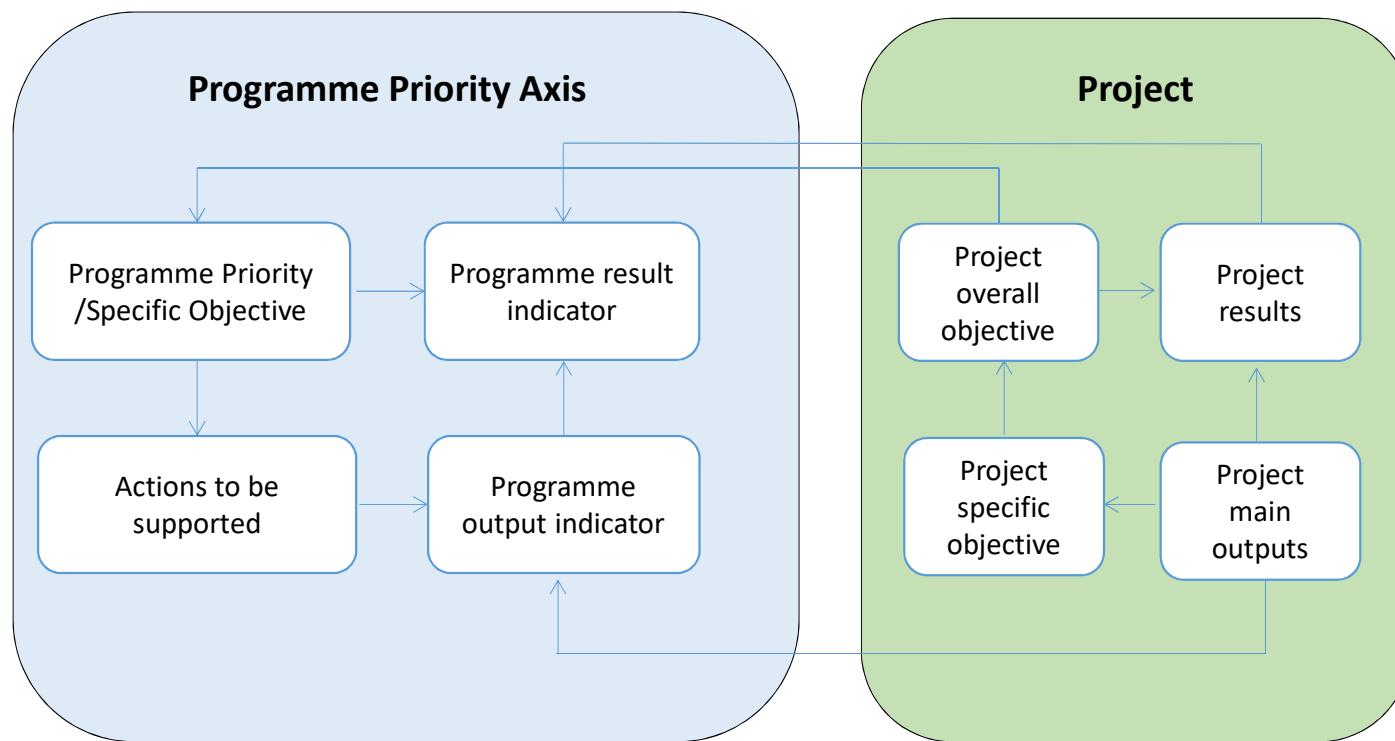 Programme Priority Axis
Programme Priority
/Specific Objective
Programme result
indicator
Actions to be
supported
Programme
output indicator
Project
Project
overall
objective
Project
results
Project
specific
objective
Project
main
outputs